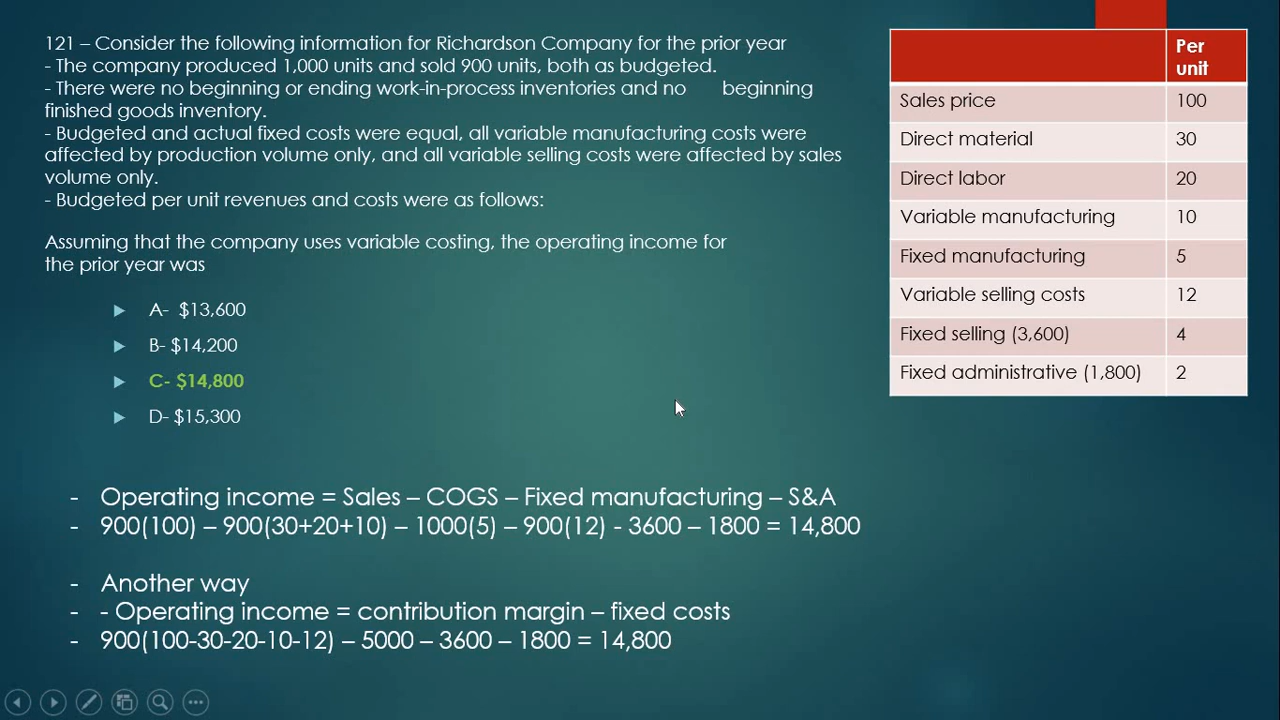 121 – Consider the following information for Richardson Company for the prior year
- The company produced 1,000 units and sold 900 units, both as budgeted.
- There were no beginning or ending work-in-process inventories and no beginning
finished goods inventory.
- Budgeted and actual fixed costs were equal, all variable manufacturing costs were
affected by production volume only, and all variable selling costs were affected by sales
volume only.
- Budgeted per unit revenues and costs were as follows:
Assuming that the company uses variable costing, the operating income for
the prior year was
A- $13,600
B- $14,200
C- $14,800
D- $15,300
- Operating income = Sales – COGS – Fixed manufacturing – S&A
- 900(100) – 900(30+20+10) – 1000(5) – 900(12) - 3600 – 1800 = 14,800
- Another way
- - Operating income = contribution margin – fixed costs
- 900(100-30-20-10-12) – 5000 – 3600 – 1800 = 14,800
Per
unit
Sales price 100
Direct material 30
Direct labor 20
Variable manufacturing 10
Fixed manufacturing 5
Variable selling costs 12
Fixed selling (3,600) 4
Fixed administrative (1,800) 2